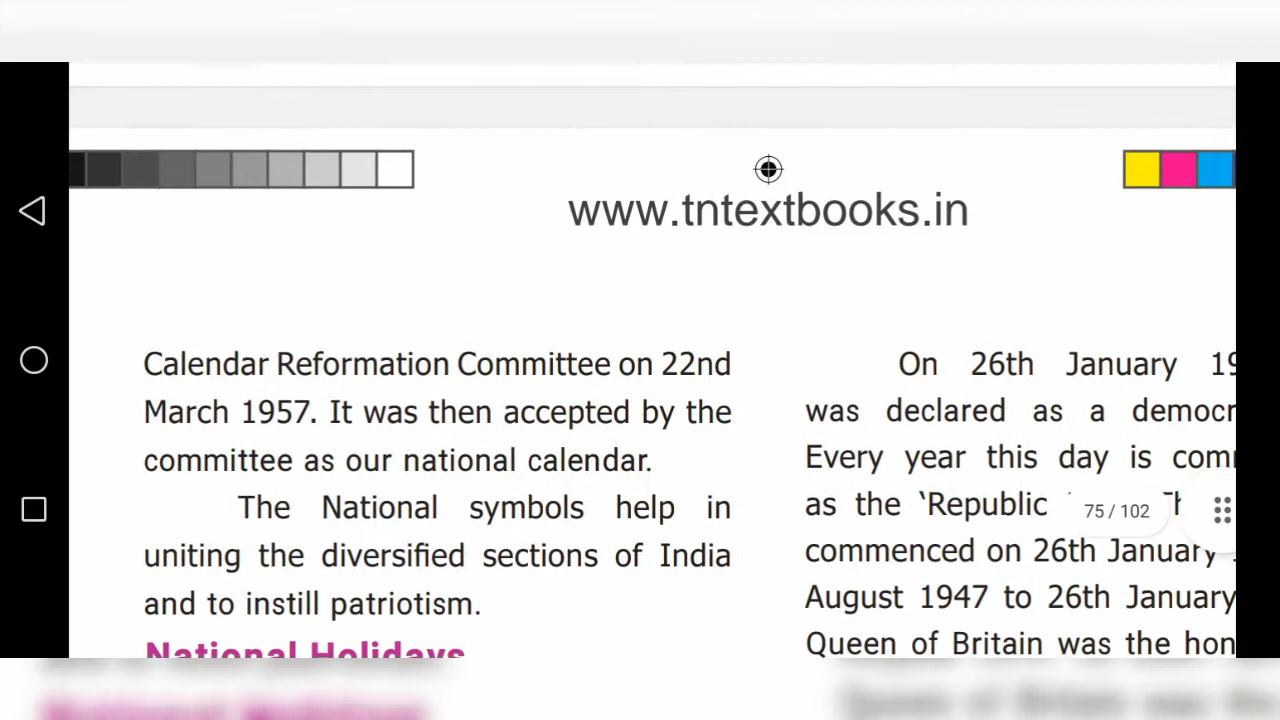 www.tntextbooks.in
Calendar Reformation Committee on 22nd
March 1957. It was then accepted by the
committee as our national calendar.
The National symbols help in
uniting the diversified sections of India
and to instill patriotism.
National Holidays
On 26th January
was declared as a
Every year this day is
as the ‘Republic
75 / 102
commenced on 26th January
August 1947 to 26th January
Queen of Britain was the